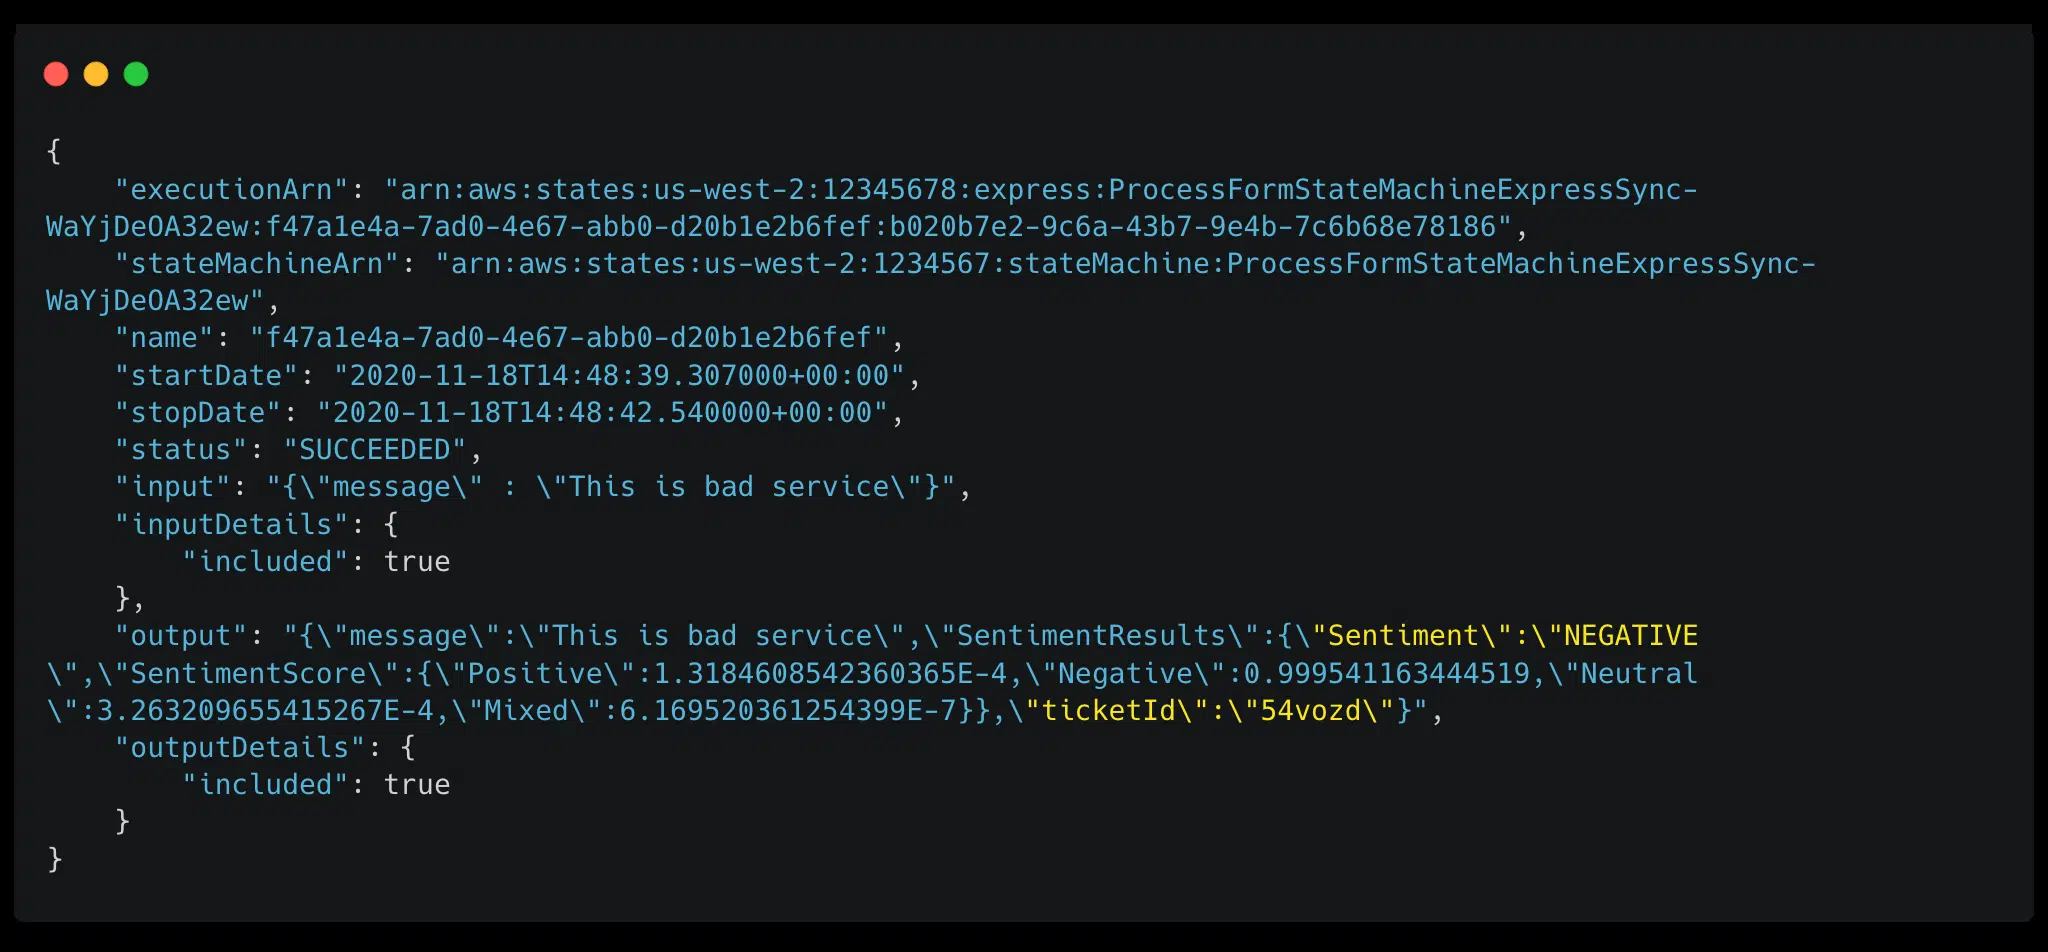 {
    "executionArn": "arn:aws:states:us-west-2:12345678:express:ProcessFormStateMachineExpressSync-
WaYjDeOA32ew:f47a1e4a-7ad0-4e67-abb0-d20b1e2b6fef:b020b7e2-9c6a-43b7-9e4b-7c6b68e78186",
    "stateMachineArn": "arn:aws:states:us-west-2:1234567:stateMachine:ProcessFormStateMachineExpressSync-
WaYjDeOA32ew",
    "name": "f47a1e4a-7ad0-4e67-abb0-d20b1e2b6fef",
    "startDate": "2020-11-18T14:48:39.307000+00:00",
    "stopDate": "2020-11-18T14:48:42.540000+00:00",
    "status": "SUCCEEDED",
    "input": "{\"message\" : \"This is bad service\"}",
    "inputDetails": {
        "included": true
    },
    "output": "{\"message\":\"This is bad service\",\"SentimentResults\":{\"Sentiment\":\"NEGATIVE
\",\"SentimentScore\":{\"Positive\":1.3184608542360365E-4,\"Negative\":0.999541163444519,\"Neutral
\":3.263209655415267E-4,\"Mixed\":6.169520361254399E-7}},\"ticketId\":\"54vozd\"}",
    "outputDetails": {
        "included": true
    }
}